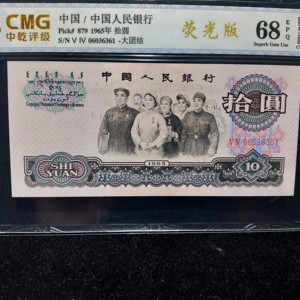 CMG
中乾评级
中国/中国人民银行
Pick# 879 1965年 拾圆
S/N V IV 06036361 -大团结
荧光版
68
EPQ
Superb Gem Unc
中国人民银行
拾圆
VIV 06036361
SHI
YUAN
1965
10